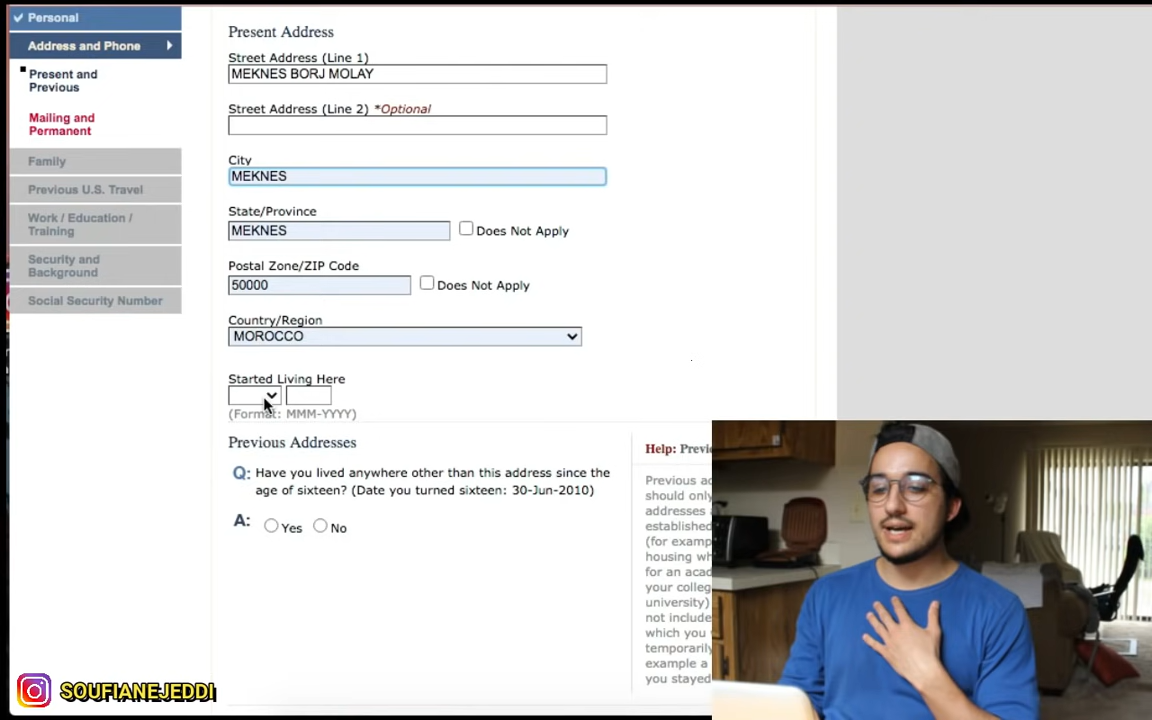 Personal
Address and Phone
Present and
Previous
Mailing and
Permanent
Family
Previous U.S. Travel
Work / Education /
Training
Security and
Background
Social Security Number
Present Address
Street Address (Line 1)
MEKNES BORJ MOLAY
Street Address (Line 2) *Optional
City
MEKNES
State/Province
MEKNES
Does Not Apply
Postal Zone/ZIP Code
50000
Does Not Apply
Country/Region
MOROCCO
Started Living Here
(Format: MMM-YYYY)
Previous Addresses
Q: Have you lived anywhere other than this address since the
age of sixteen? (Date you turned sixteen: 30-Jun-2010)
A: Yes No
Help:
Previous
should only
addresses
established
(for
housing
for an
your
university)
not include
which you
temporarily
example a
you stayed
SOUFIANEJEDDI